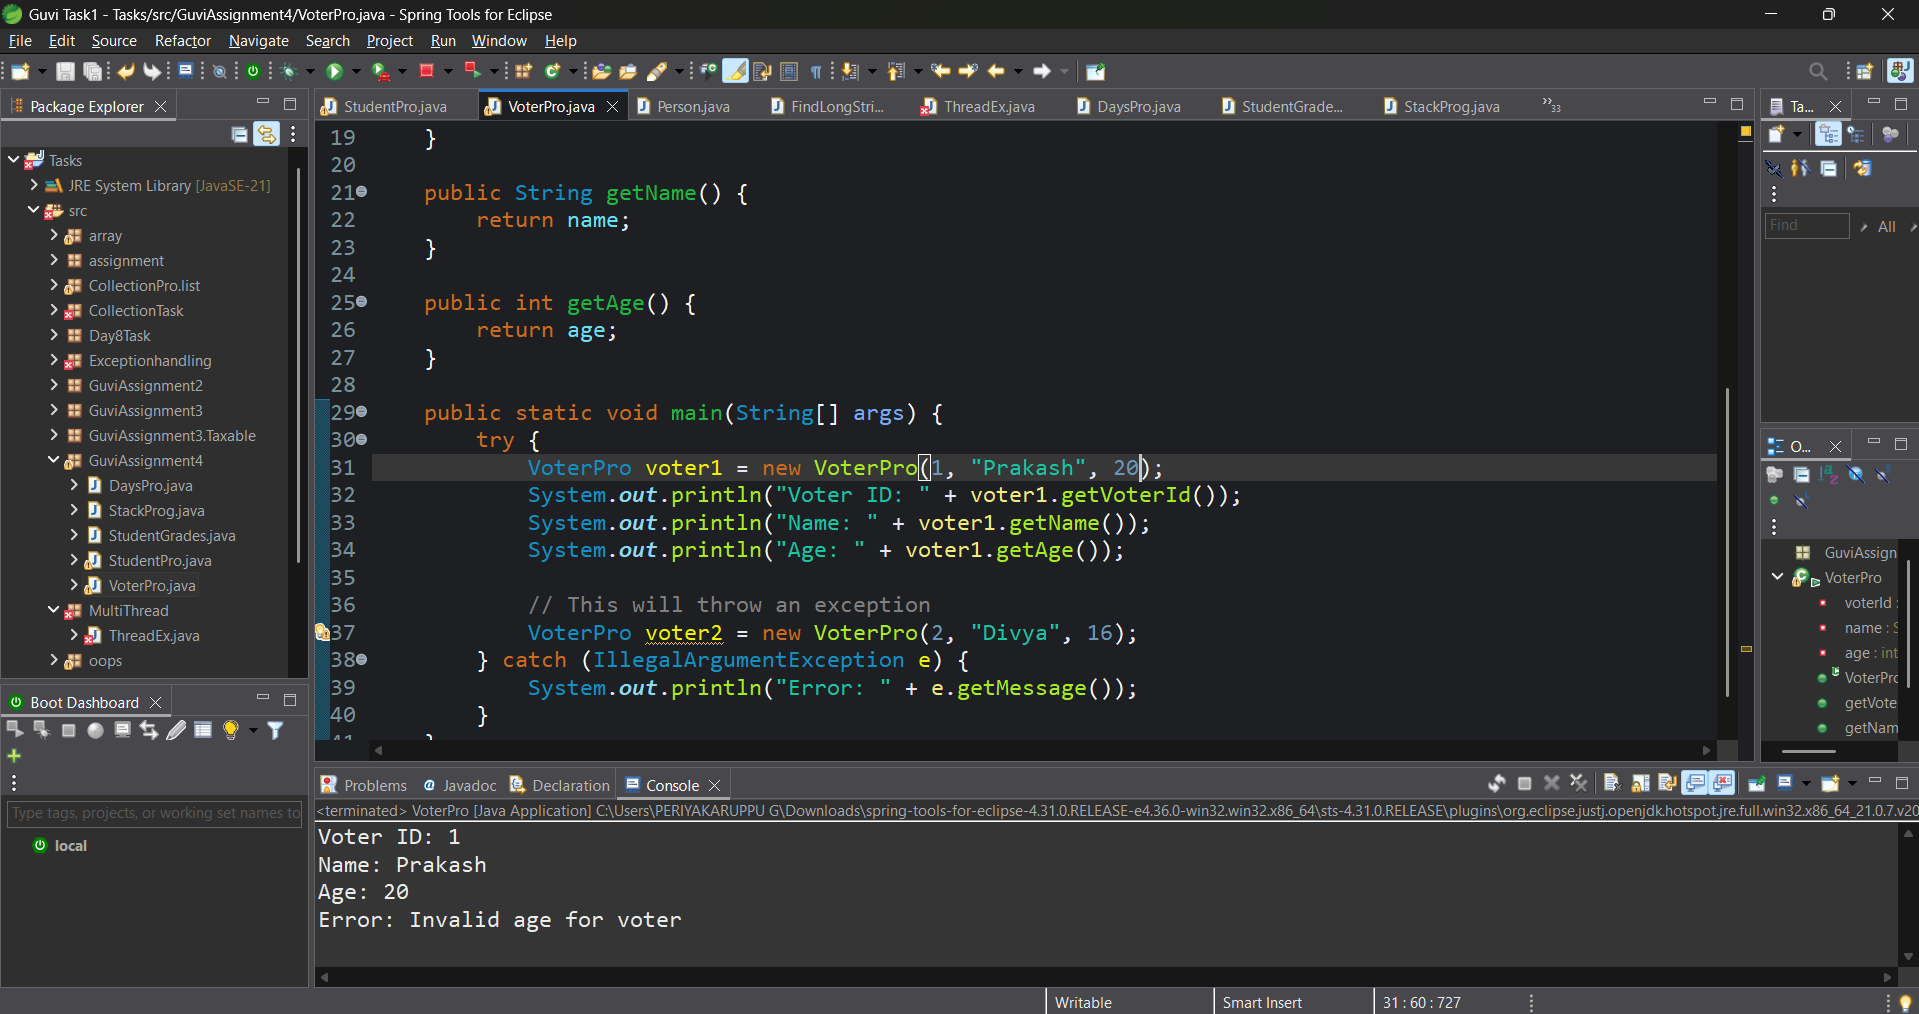 Guvi Task1 - Tasks/src/GuviAssignment4/VoterPro.java - Spring Tools for Eclipse
File Edit Source Refactor Navigate Search Project Run Window Help
Package Explorer
Tasks
JRE System Library [JavaSE-21]
src
array
assignment
CollectionPro.list
CollectionTask
Day8Task
Exceptionhandling
GuviAssignment2
GuviAssignment3
GuviAssignment3.Taxable
GuviAssignment4
DaysPro.java
StackProg.java
StudentGrades.java
StudentPro.java
VoterPro.java
MultiThread
ThreadEx.java
oops
Boot Dashboard
Type tags, projects, or working set names to
local
StudentPro.java VoterPro.java Person.java FindLongStri... ThreadEx.java DaysPro.java StudentGrade... StackProg.java »33
19 }
20
21 public String getName() {
22 return name;
23 }
24
25 public int getAge() {
26 return age;
27 }
28
29 public static void main(String[] args) {
30 try {
31 VoterPro voter1 = new VoterPro(1, "Prakash", 20);
32 System.out.println("Voter ID: " + voter1.getVoterId());
33 System.out.println("Name: " + voter1.getName());
34 System.out.println("Age: " + voter1.getAge());
35
36 // This will throw an exception
37 VoterPro voter2 = new VoterPro(2, "Divya", 16);
38 } catch (IllegalArgumentException e) {
39 System.out.println("Error: " + e.getMessage());
40 }
41 }
Ta...
Find All
O...
GuviAssign
VoterPro
voterId :
name : S
age : int
VoterPro
getVote
getNam
Problems Javadoc Declaration Console
<terminated> VoterPro [Java Application] C:\Users\PERIYAKARUPPU G\Downloads\spring-tools-for-eclipse-4.31.0.RELEASE-e4.36.0-win32.win32.x86_64\sts-4.31.0.RELEASE\plugins\org.eclipse.justj.openjdk.hotspot.jre.full.win32.x86_64_21.0.7.v20
Voter ID: 1
Name: Prakash
Age: 20
Error: Invalid age for voter
Writable Smart Insert 31 : 60 : 727